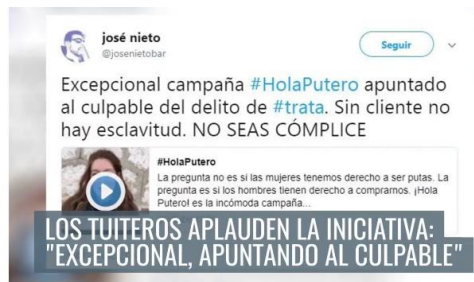 josé nieto
@josenietobar
Seguir
Excepcional campaña #HolaPutero apuntado
al culpable del delito de #trata. Sin cliente no
hay esclavitud. NO SEAS CÓMPLICE
#HolaPutero
La pregunta no es si las mujeres tenemos derecho a ser putas. La
pregunta es si los hombres tienen derecho a comprarnos. ¡Hola
Putero! es la incómoda campaña...
LOS TUITEROS APLAUDEN LA INICIATIVA:
"EXCEPCIONAL, APUNTANDO AL CULPABLE"